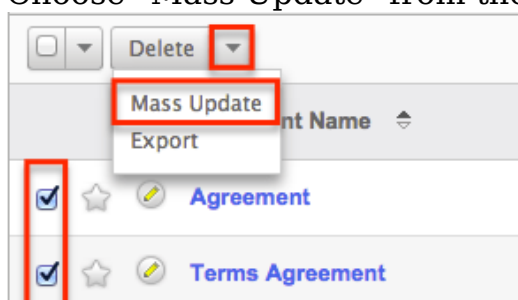 Choose "Mass Update" from the
Delete
Mass Update
nt Name
Export
Agreement
Terms Agreement